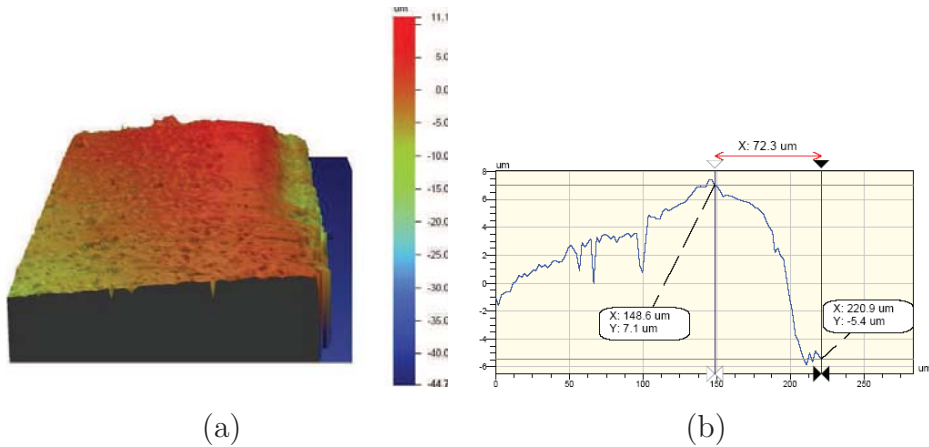 um
11.1
5.0
0.0
-5.0
-10.0
-15.0
-20.0
-25.0
-30.0
-35.0
-40.0
-44.7
(a)
X: 72.3 um
um
8
6
4
2
0
-2
-4
-6
X: 148.6 um
Y: 7.1 um
X: 220.9 um
Y: -5.4 um
0
50
100
150
200
250
um
(b)